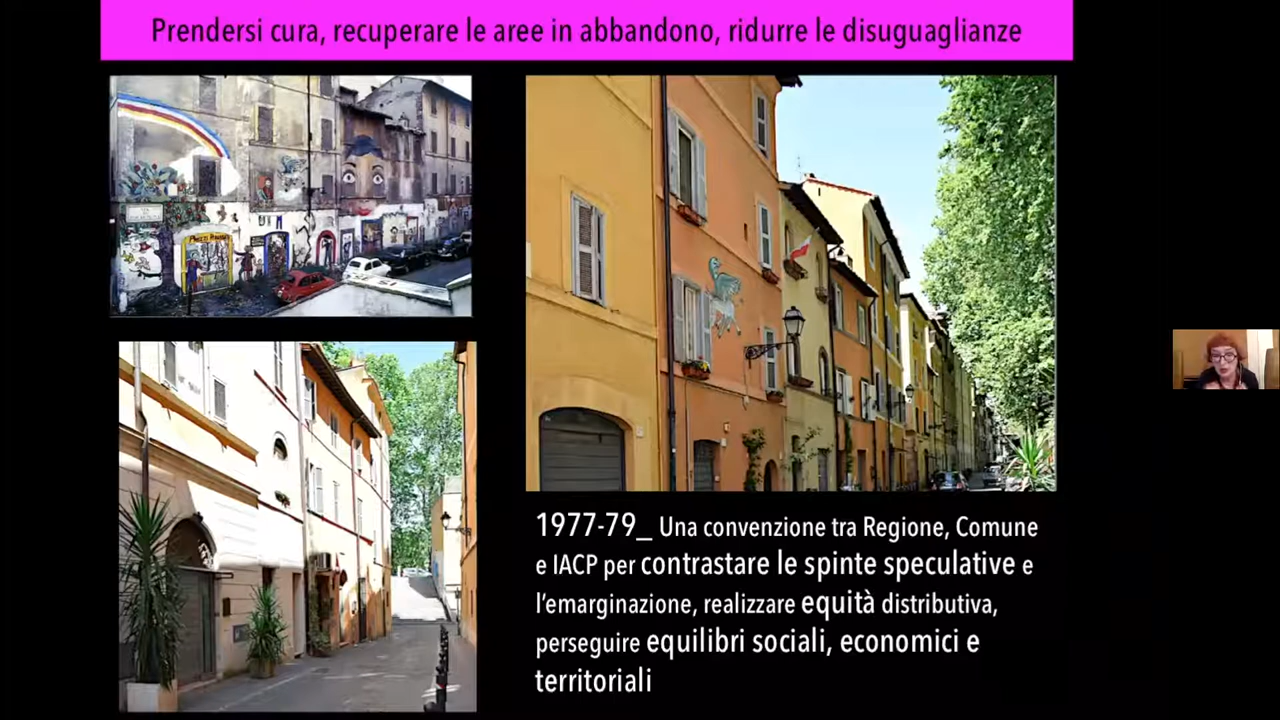 Prendersi cura, recuperare le aree in abbandono, ridurre le disuguaglianze
1977-79_ Una convenzione tra Regione, Comune
e IACP per contrastare le spinte speculative e
l’emarginazione, realizzare equità distributiva,
perseguire equilibri sociali, economici e
territoriali